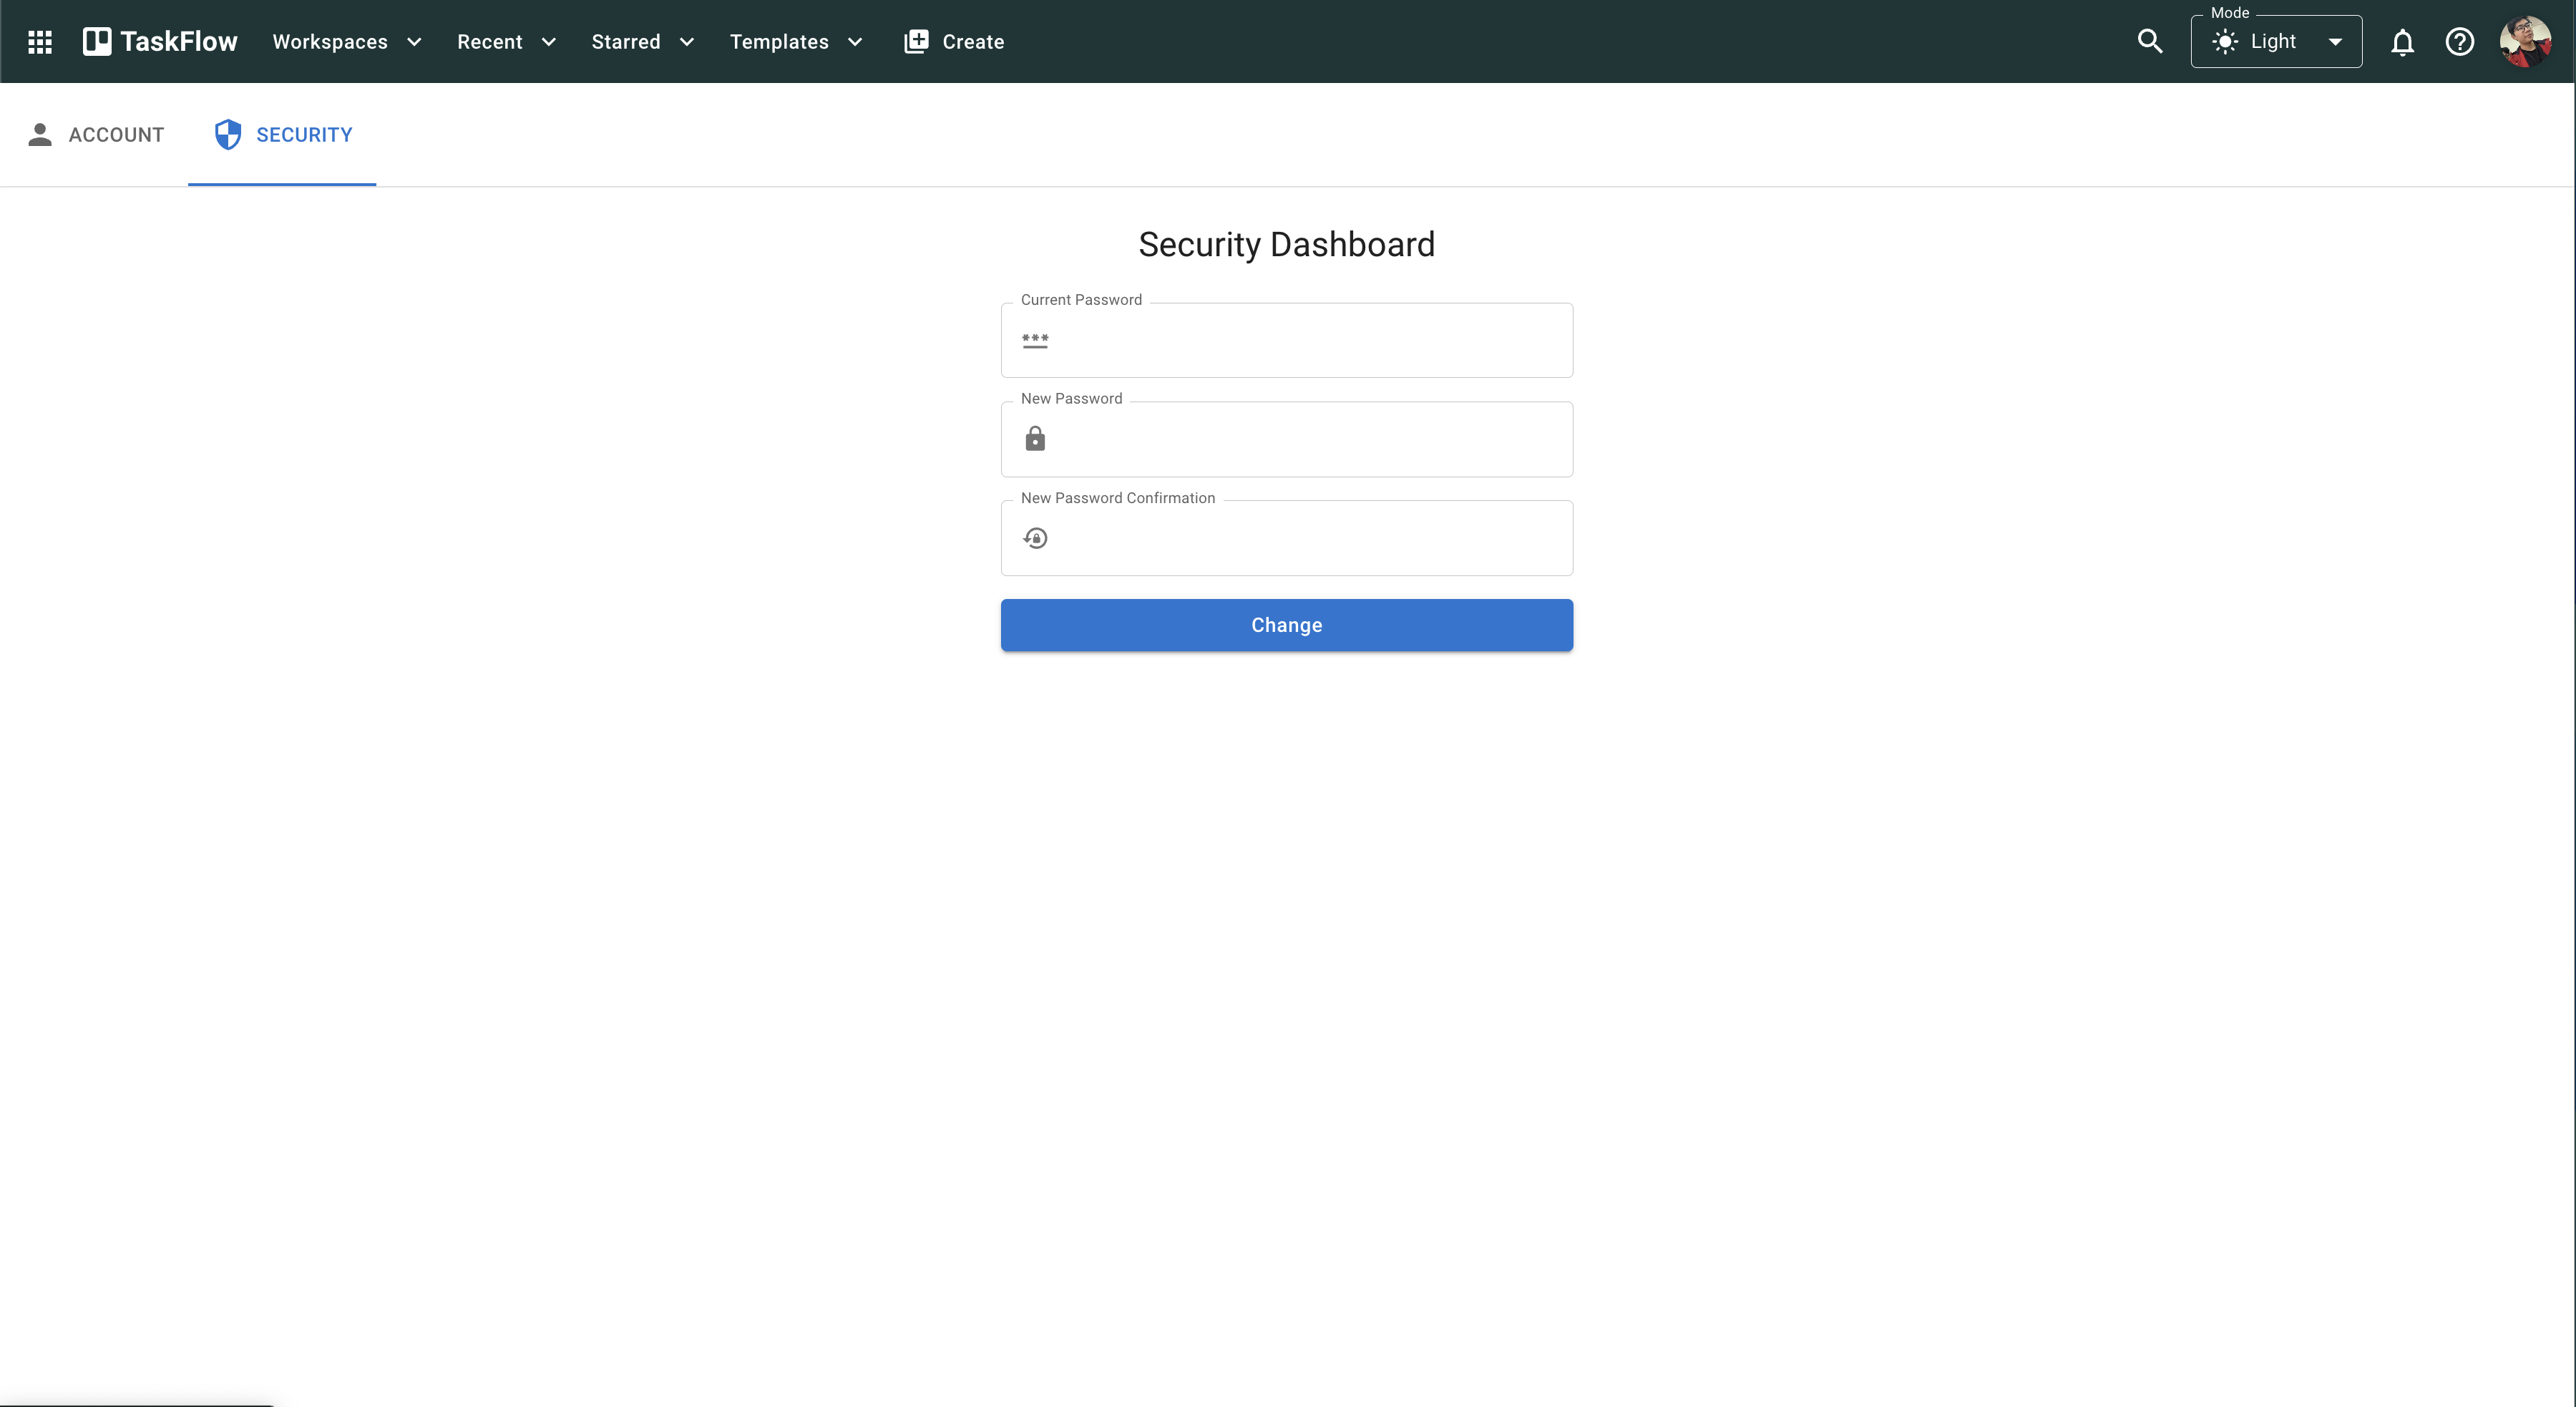 TaskFlow Workspaces Recent Starred Templates Create Mode Light
ACCOUNT SECURITY
Security Dashboard
Current Password
New Password
New Password Confirmation
Change